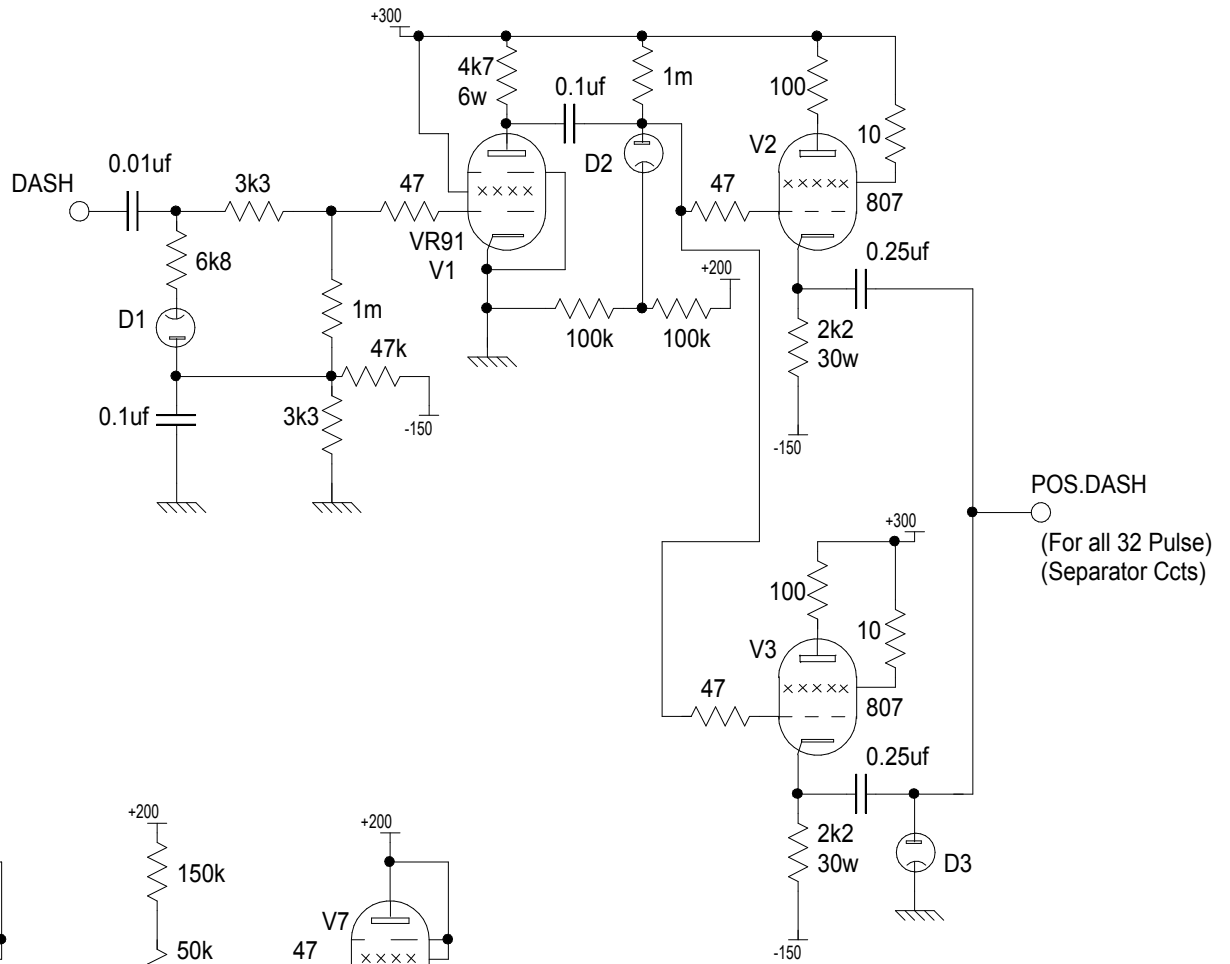 +300
4k7
6w
0.1uf
1m
100
10
V2
D2
DASH
0.01uf
3k3
47
47
807
VR91
V1
0.25uf
6k8
+200
D1
1m
100k
100k
2k2
30w
47k
0.1uf
3k3
-150
-150
POS.DASH
(For all 32 Pulse)
(Separator Ccts)
+300
100
10
V3
47
807
0.25uf
2k2
30w
D3
-150
+200
150k
50k
+200
V7
47